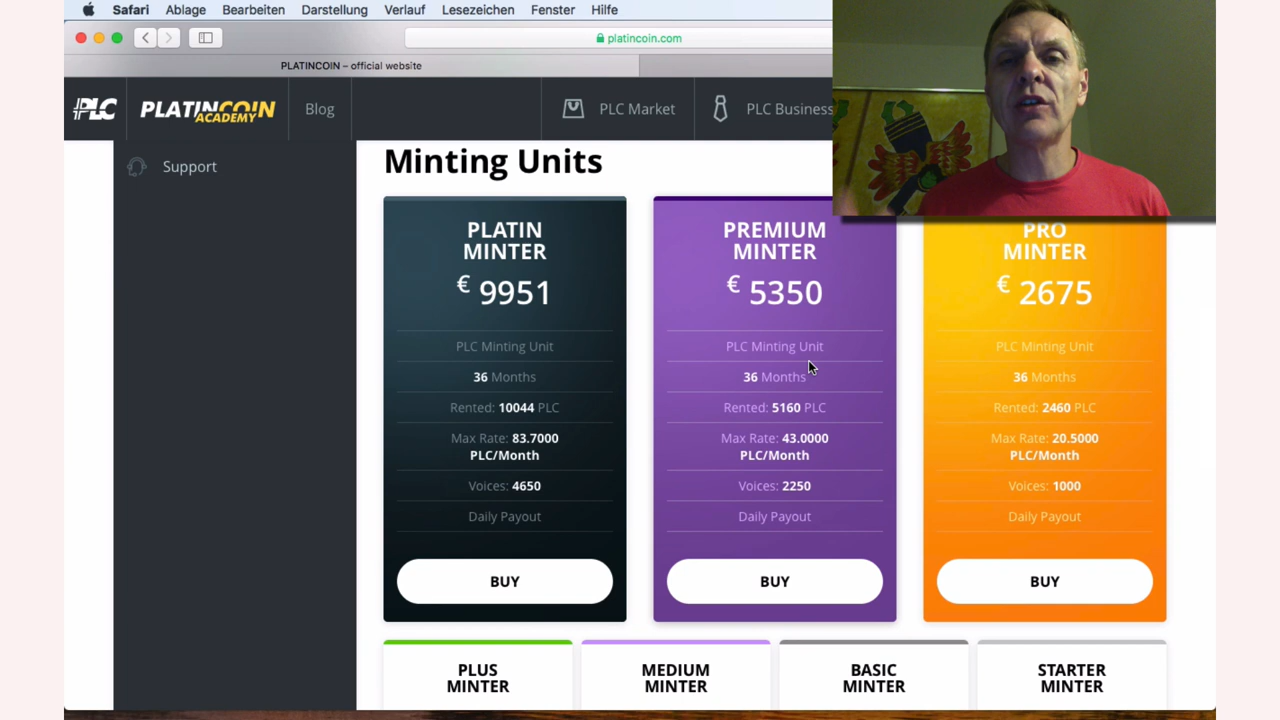 Safari Ablage Bearbeiten Darstellung Verlauf Lesezeichen Fenster Hilfe
platincoin.com
PLATINCOIN – official website
PLC
PLATINCOIN
ACADEMY
Blog
PLC Market
PLC Business
Support
Minting Units
PLATIN
MINTER
€ 9951
PLC Minting Unit
36 Months
Rented: 10044 PLC
Max Rate: 83.7000
PLC/Month
Voices: 4650
Daily Payout
BUY
PREMIUM
MINTER
€ 5350
PLC Minting Unit
36 Months
Rented: 5160 PLC
Max Rate: 43.0000
PLC/Month
Voices: 2250
Daily Payout
BUY
PRO
MINTER
€ 2675
PLC Minting Unit
36 Months
Rented: 2460 PLC
Max Rate: 20.5000
PLC/Month
Voices: 1000
Daily Payout
BUY
PLUS
MINTER
MEDIUM
MINTER
BASIC
MINTER
STARTER
MINTER